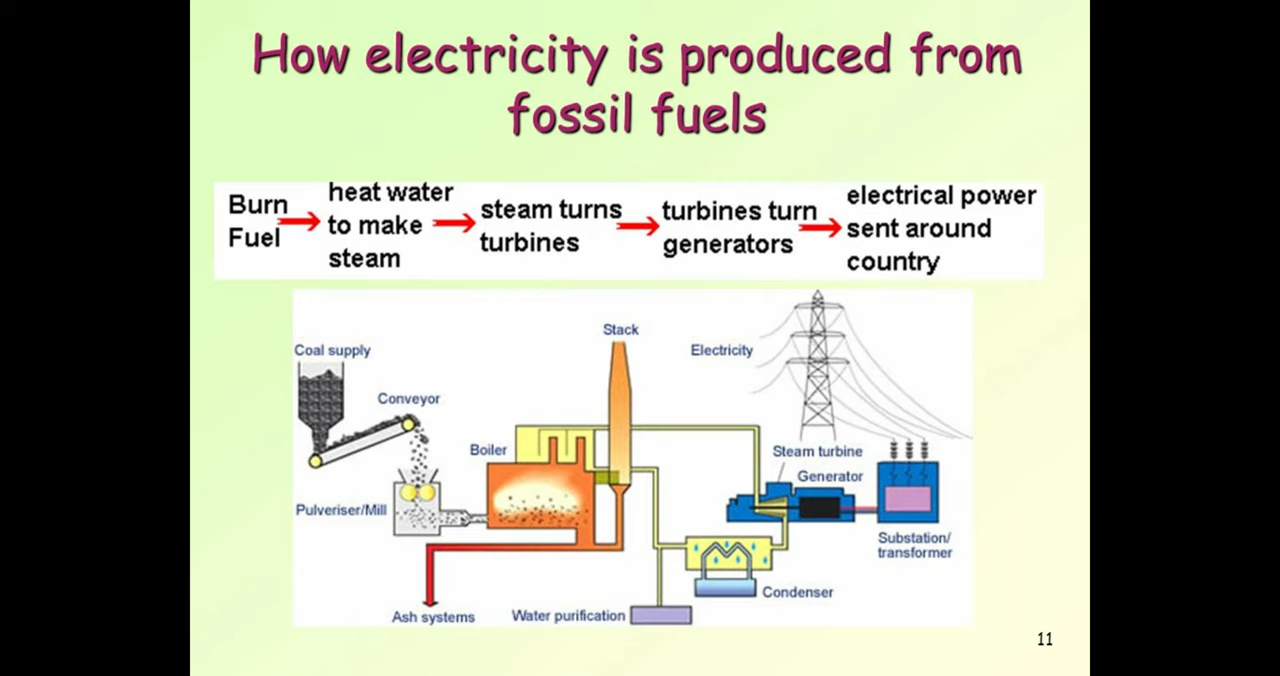 How electricity is produced from
fossil fuels
Burn
Fuel
heat water
to make
steam
steam turns
turbines
turbines turn
generators
electrical power
sent around
country
Stack
Coal supply
Electricity
Conveyor
Boiler
Steam turbine
Generator
Pulveriser/Mill
Substation/
transformer
Condenser
Ash systems
Water purification
11